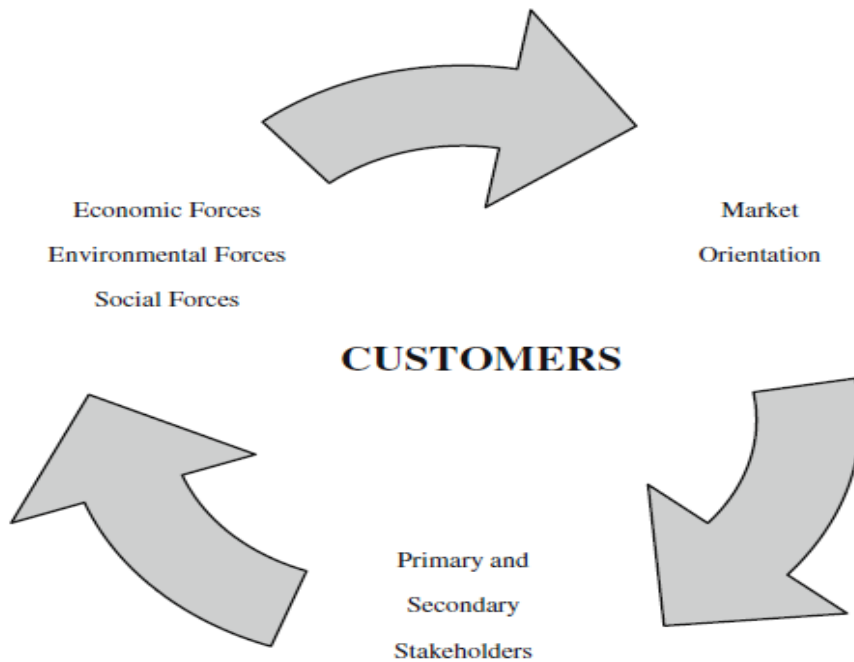 Economic Forces
Environmental Forces
Social Forces
Market
Orientation
CUSTOMERS
Primary and
Secondary
Stakeholders